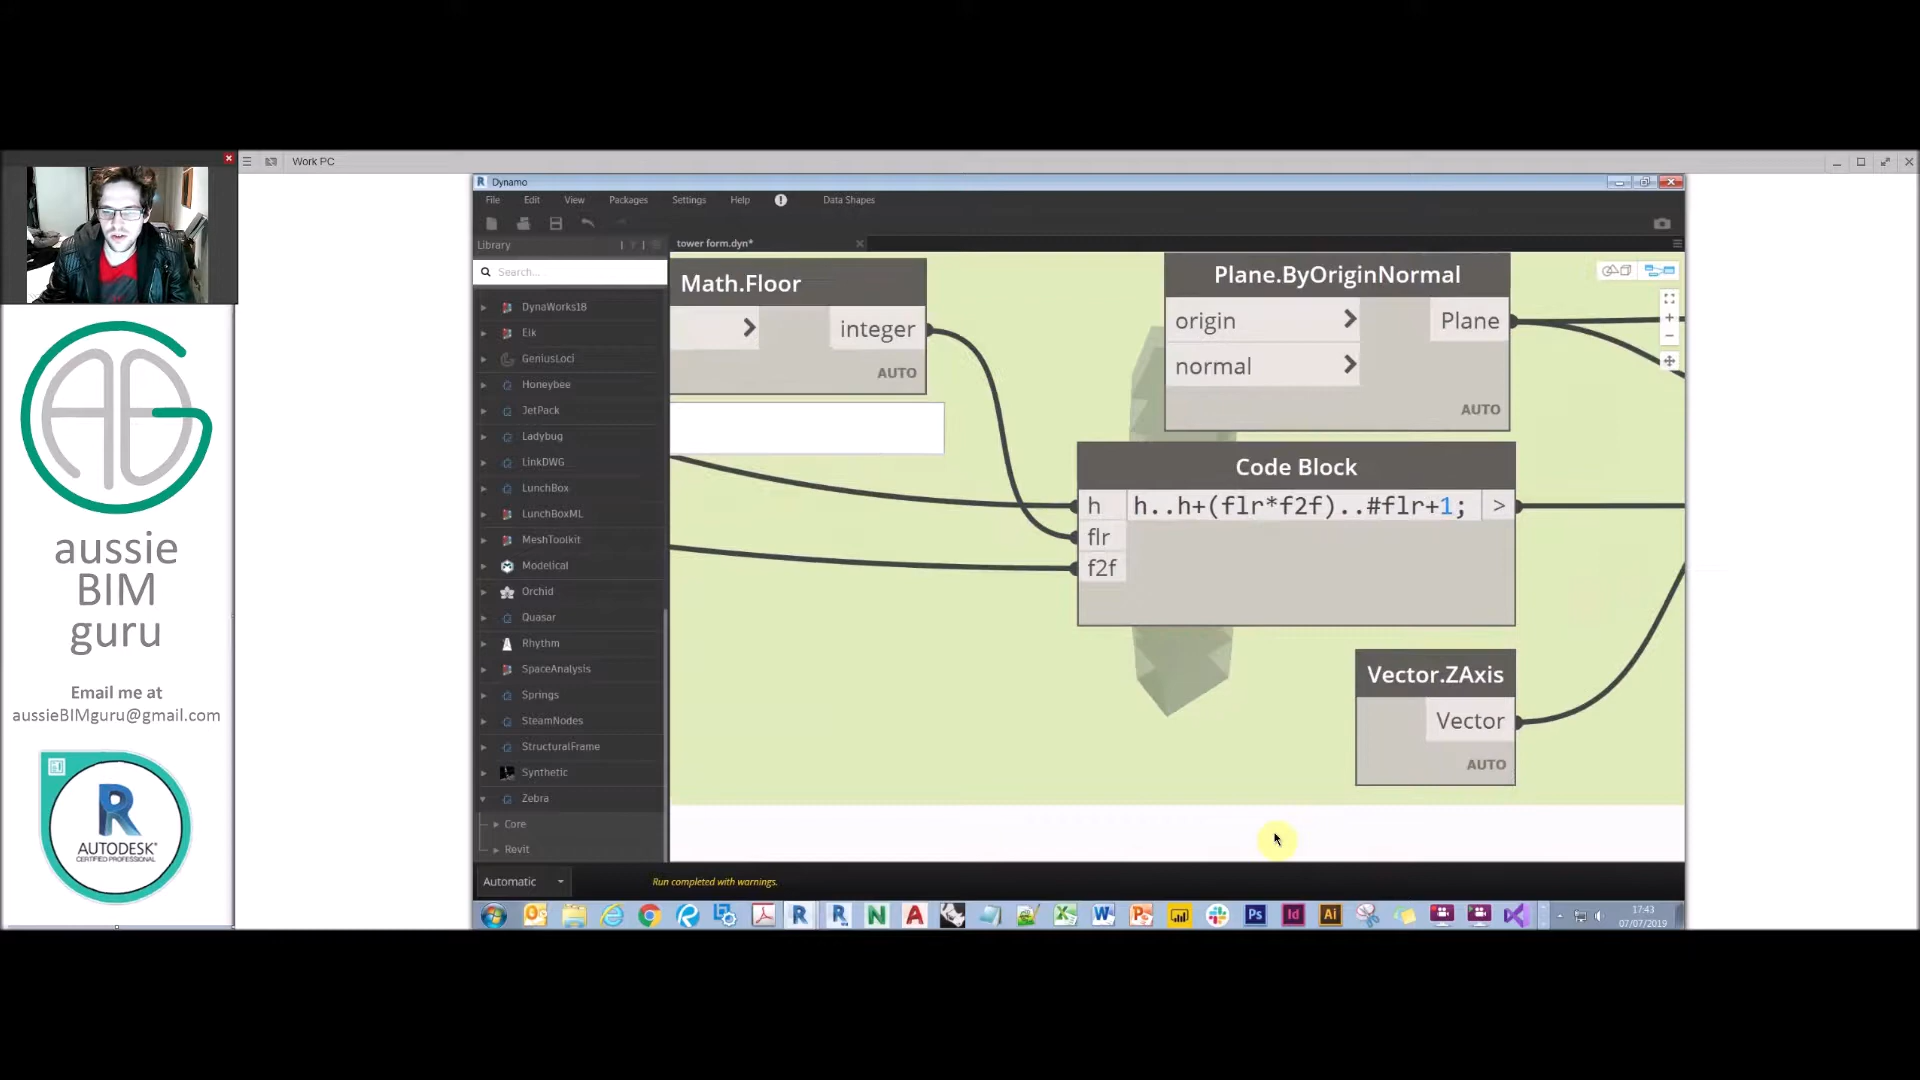 Work PC
Dynamo
File Edit View Packages Settings Help Data Shapes
Library
tower form.dyn*
Search...
DynaWorks18
Elk
GeniusLoci
Honeybee
JetPack
Ladybug
LinkDWG
LunchBox
LunchBoxML
MeshToolkit
Modelical
Orchid
Quasar
Rhythm
SpaceAnalysis
Springs
SteamNodes
StructuralFrame
Synthetic
Zebra
Core
Revit
Math.Floor
>
integer
AUTO
Plane.ByOriginNormal
origin >
Plane
normal >
AUTO
Code Block
h
h..h+(flr*f2f)..#flr+1;
>
flr
f2f
Vector.ZAxis
Vector
AUTO
Automatic
Run completed with warnings.
17:43
07/07/2019
AG
aussie
BIM
guru
Email me at
aussieBIMguru@gmail.com
R
AUTODESK
CERTIFIED PROFESSIONAL